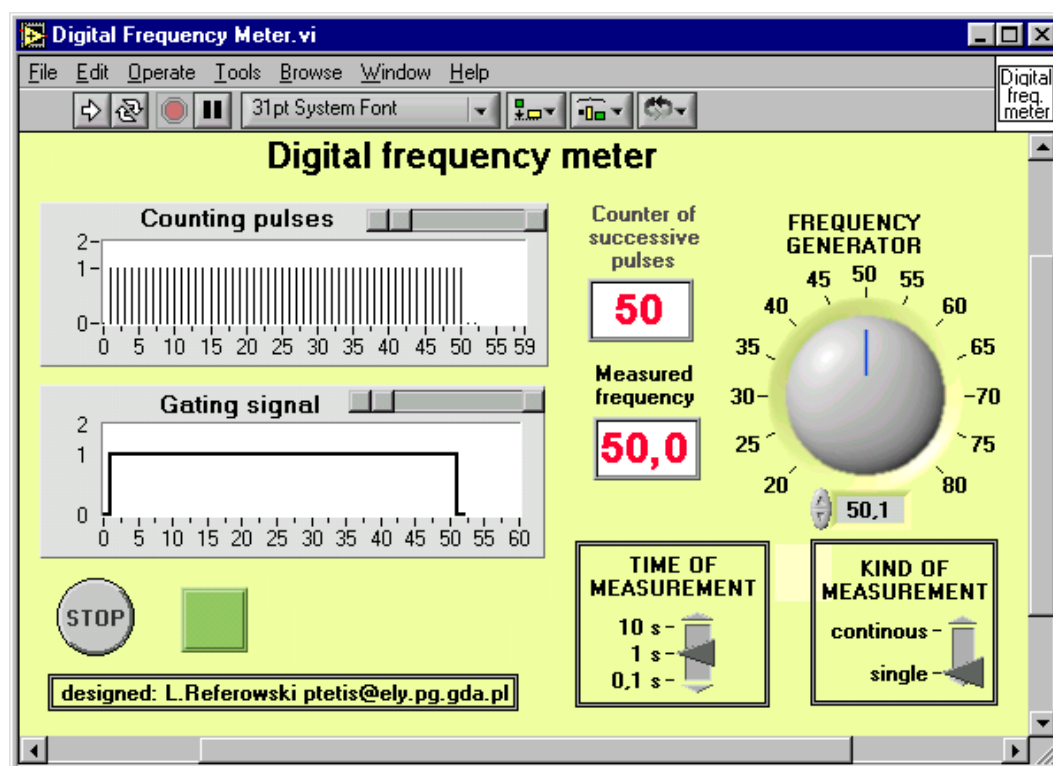 Digital Frequency Meter.vi
File Edit Operate Tools Browse Window Help
Digital
freq.
meter
31pt System Font
Digital frequency meter
Counting pulses
2
1
0
0 5 10 15 20 25 30 35 40 45 50 55 59
Gating signal
2
1
0
0 5 10 15 20 25 30 35 40 45 50 55 60
Counter of
successive
pulses
50
Measured
frequency
50,0
FREQUENCY
GENERATOR
20
25
30
35
40
45
50
55
60
65
70
75
80
50,1
STOP
TIME OF
MEASUREMENT
10 s
1 s
0,1 s
KIND OF
MEASUREMENT
continous
single
designed: L.Referowski ptetis@ely.pg.gda.pl